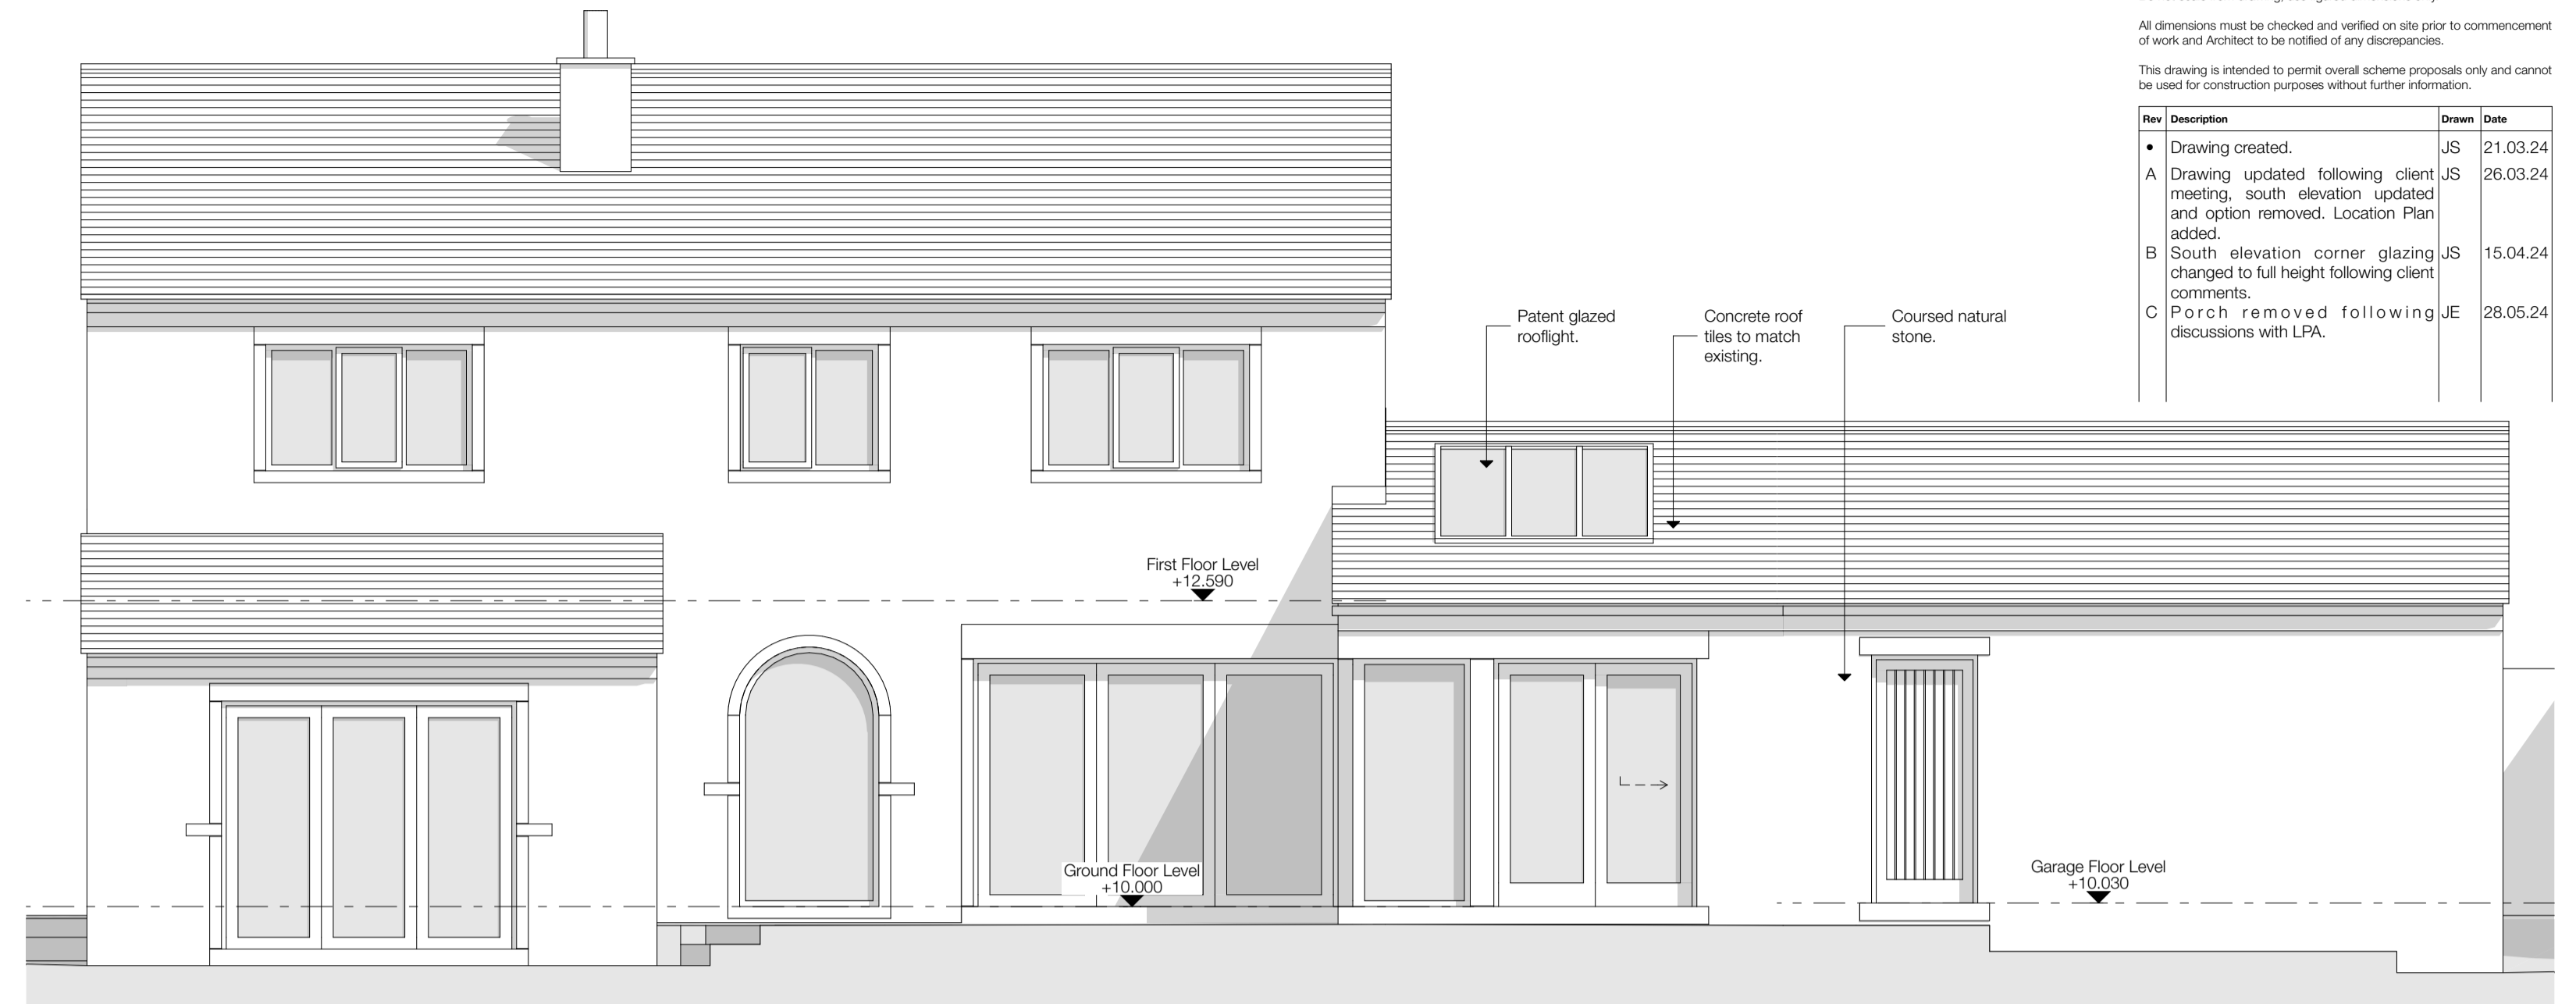 All dimensions must be checked and verified on site prior to commencement
of work and Architect to be notified of any discrepancies.
This drawing is intended to permit overall scheme proposals only and cannot
be used for construction purposes without further information.
Rev Description Drawn Date
• Drawing created. JS 21.03.24
A Drawing updated following client JS 26.03.24
meeting, south elevation updated
and option removed. Location Plan
added.
B South elevation corner glazing JS 15.04.24
changed to full height following client
comments.
C Porch removed following JE 28.05.24
discussions with LPA.
Patent glazed
rooflight.
Concrete roof
tiles to match
existing.
Coursed natural
stone.
First Floor Level
+12.590
Ground Floor Level
+10.000
Garage Floor Level
+10.030